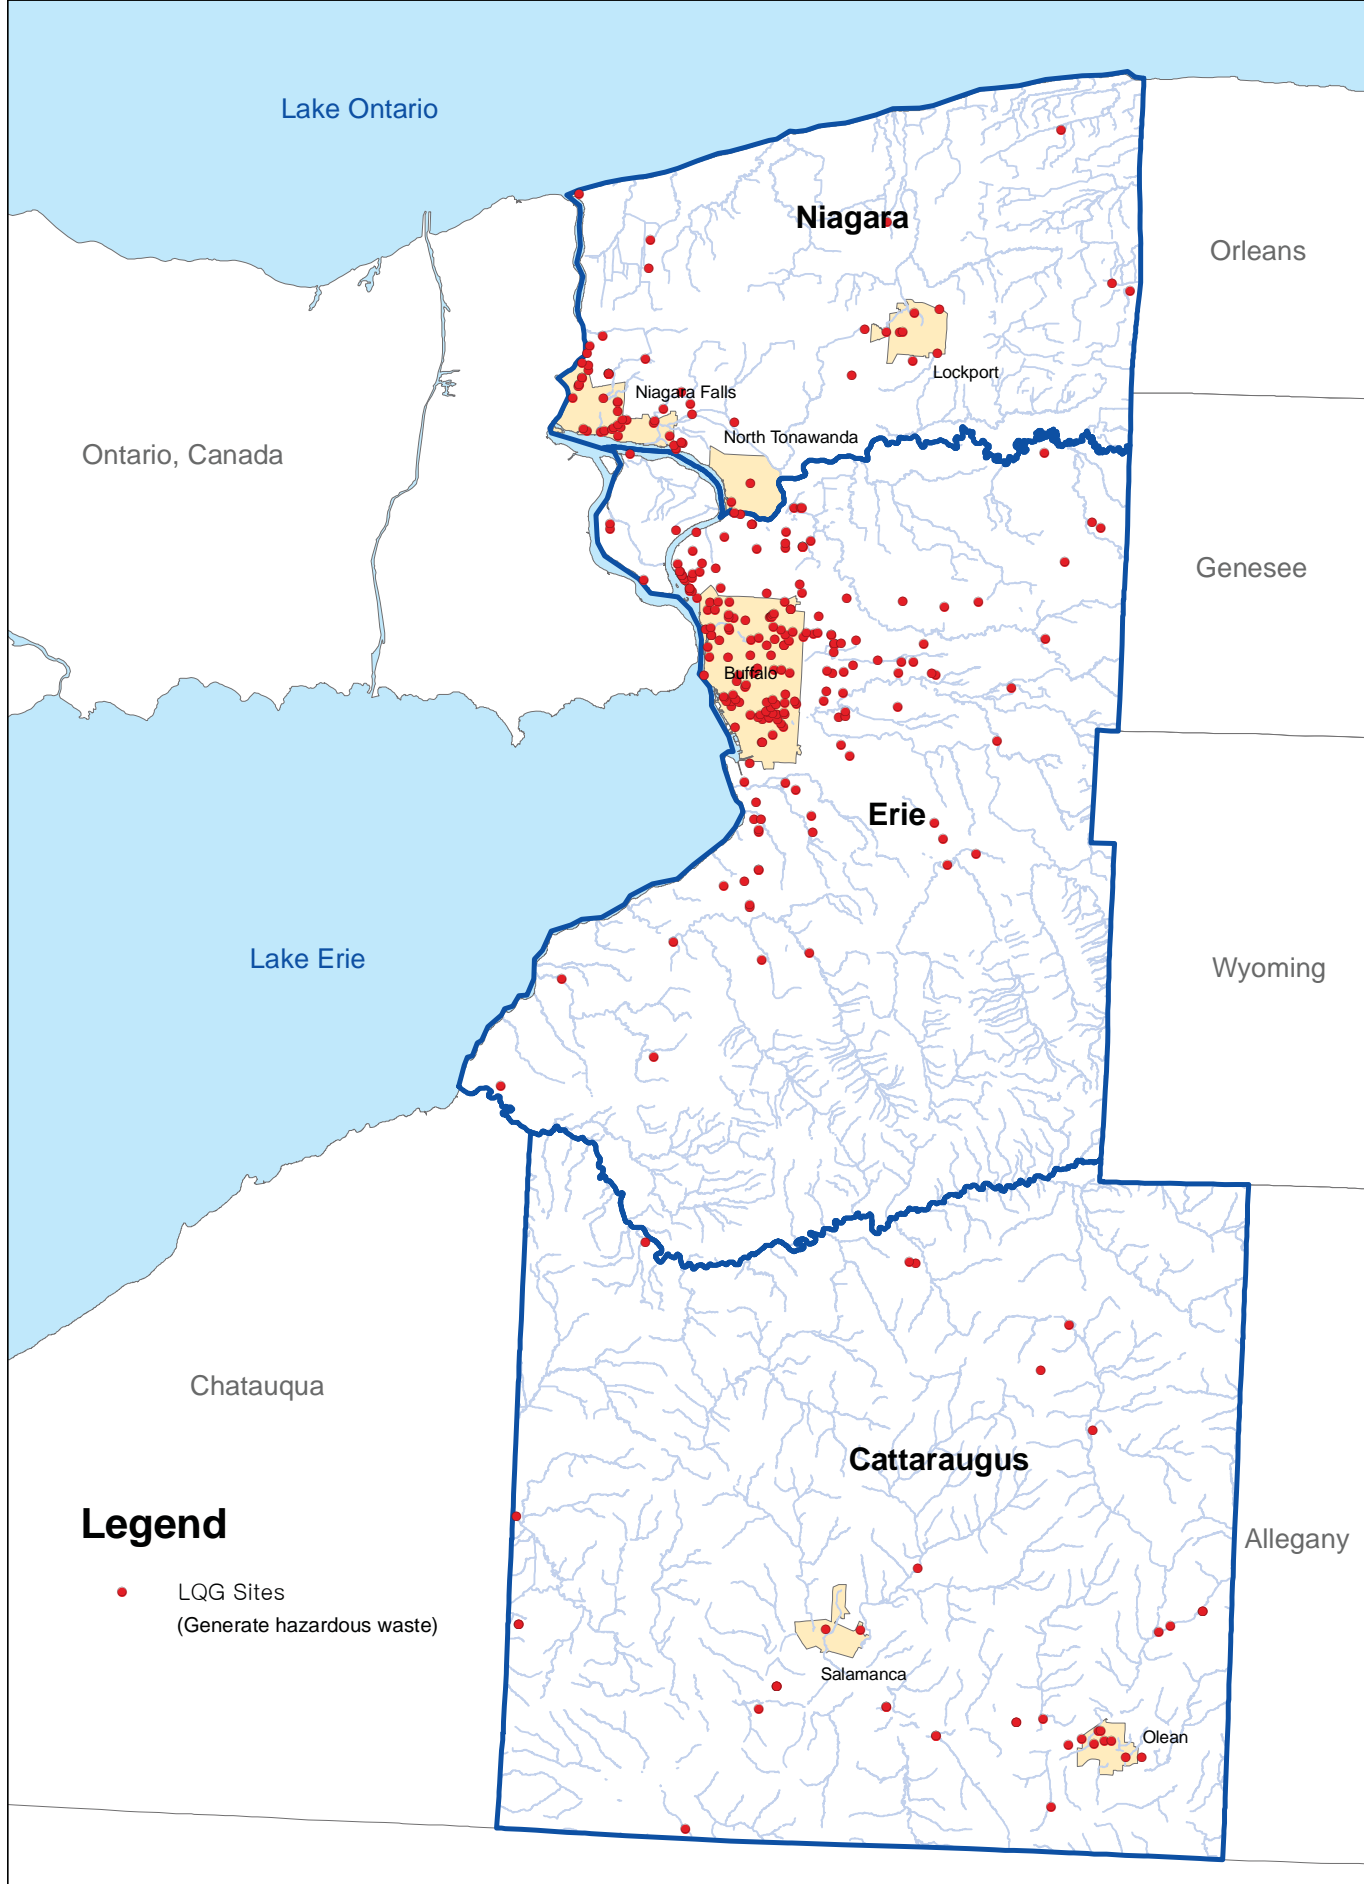 Lake Ontario
Niagara
Orleans
Lockport
Niagara Falls
North Tonawanda
Ontario, Canada
Genesee
Buffalo
Erie
Lake Erie
Wyoming
Chatauqua
Cattaraugus
Legend
Allegany
LQG Sites
(Generate hazardous waste)
Salamanca
Olean